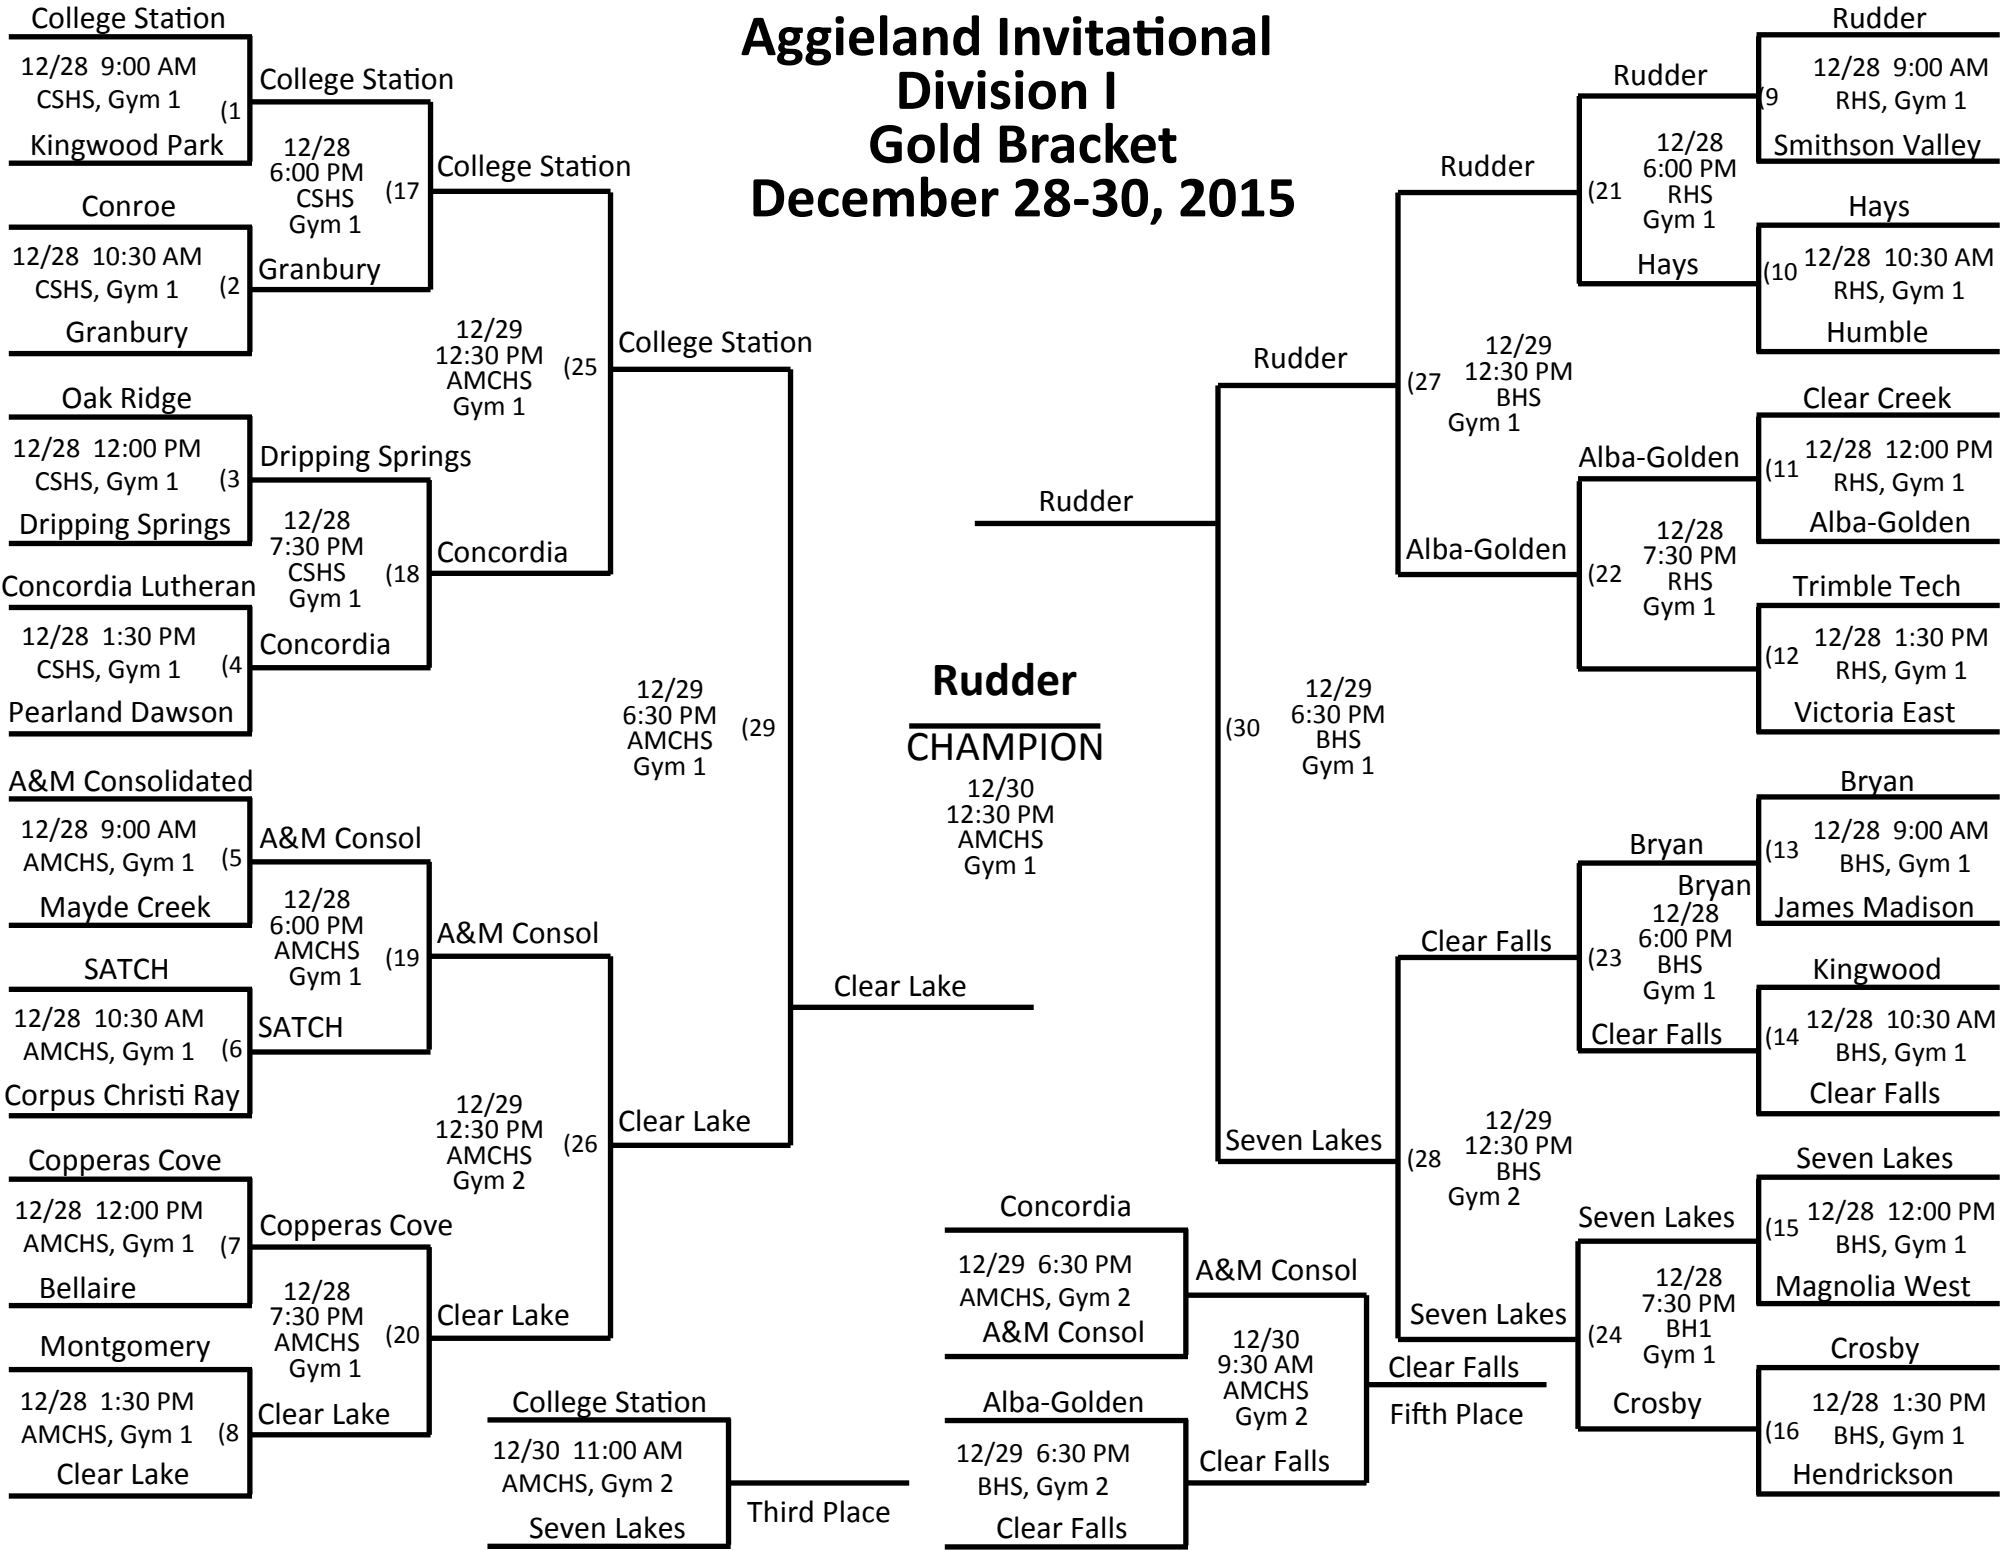 Aggieland Invitational
Division I
Gold Bracket
December 28-30, 2015
College Station
12/28 9:00 AM
CSHS, Gym 1
(1
Kingwood Park
Conroe
12/28 10:30 AM
CSHS, Gym 1
(2
Granbury
Oak Ridge
12/28 12:00 PM
CSHS, Gym 1
(3
Dripping Springs
Concordia Lutheran
12/28 1:30 PM
CSHS, Gym 1
(4
Pearland Dawson
A&M Consolidated
12/28 9:00 AM
AMCHS, Gym 1
(5
Mayde Creek
SATCH
12/28 10:30 AM
AMCHS, Gym 1
(6
Corpus Christi Ray
Copperas Cove
12/28 12:00 PM
AMCHS, Gym 1
(7
Bellaire
Montgomery
12/28 1:30 PM
AMCHS, Gym 1
(8
Clear Lake
College Station
12/28
6:00 PM
CSHS
Gym 1
(17
Granbury
Dripping Springs
12/28
7:30 PM
CSHS
Gym 1
(18
Concordia
A&M Consol
12/28
6:00 PM
AMCHS
Gym 1
(19
SATCH
Copperas Cove
12/28
7:30 PM
AMCHS
Gym 1
(20
Clear Lake
College Station
12/29
12:30 PM
AMCHS
Gym 1
(25
Concordia
A&M Consol
12/29
12:30 PM
AMCHS
Gym 2
(26
Clear Lake
College Station
12/29
6:30 PM
AMCHS
Gym 1
(29
Clear Lake
Clear Lake
Rudder
Rudder
CHAMPION
12/30
12:30 PM
AMCHS
Gym 1
Rudder
12/29
6:30 PM
BHS
Gym 1
(30
Seven Lakes
Rudder
12/29
12:30 PM
BHS
Gym 1
(27
Alba-Golden
Clear Falls
12/29
12:30 PM
BHS
Gym 2
(28
Seven Lakes
Rudder
12/28
6:00 PM
RHS
Gym 1
(21
Hays
Alba-Golden
12/28
7:30 PM
RHS
Gym 1
(22
Bryan
Bryan
12/28
6:00 PM
BHS
Gym 1
(23
Clear Falls
Seven Lakes
12/28
7:30 PM
BH1
Gym 1
(24
Crosby
Rudder
12/28 9:00 AM
RHS, Gym 1
(9
Smithson Valley
Hays
12/28 10:30 AM
RHS, Gym 1
(10
Humble
Clear Creek
12/28 12:00 PM
RHS, Gym 1
(11
Alba-Golden
Trimble Tech
12/28 1:30 PM
RHS, Gym 1
(12
Victoria East
Bryan
12/28 9:00 AM
BHS, Gym 1
(13
James Madison
Kingwood
12/28 10:30 AM
BHS, Gym 1
(14
Clear Falls
Seven Lakes
12/28 12:00 PM
BHS, Gym 1
(15
Magnolia West
Crosby
12/28 1:30 PM
BHS, Gym 1
(16
Hendrickson
College Station
12/30 11:00 AM
AMCHS, Gym 2
Seven Lakes
Third Place
Concordia
12/29 6:30 PM
AMCHS, Gym 2
A&M Consol
Alba-Golden
12/29 6:30 PM
BHS, Gym 2
Clear Falls
A&M Consol
12/30
9:30 AM
AMCHS
Gym 2
Clear Falls
Clear Falls
Fifth Place